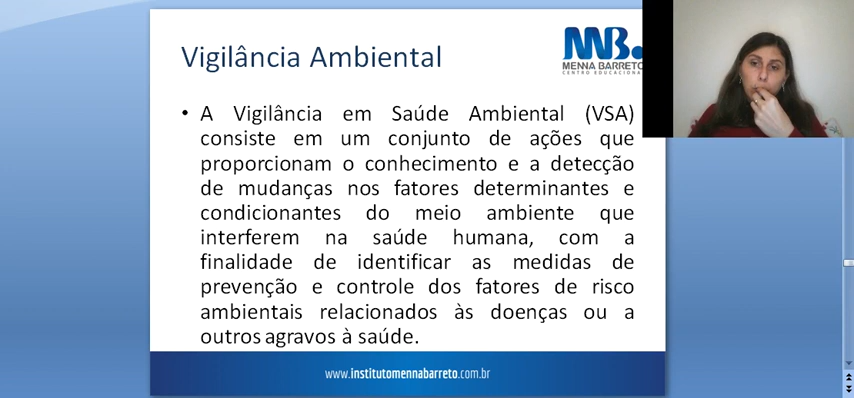 Vigilância Ambiental
MB.
MENNA BARRETO
CENTRO EDUCACIONAL
• A Vigilância em Saúde Ambiental (VSA)
consiste em um conjunto de ações que
proporcionam o conhecimento e a detecção
de mudanças nos fatores determinantes e
condicionantes do meio ambiente que
interferem na saúde humana, com a
finalidade de identificar as medidas de
prevenção e controle dos fatores de risco
ambientais relacionados às doenças ou a
outros agravos à saúde.
www.institutomennabarreto.com.br